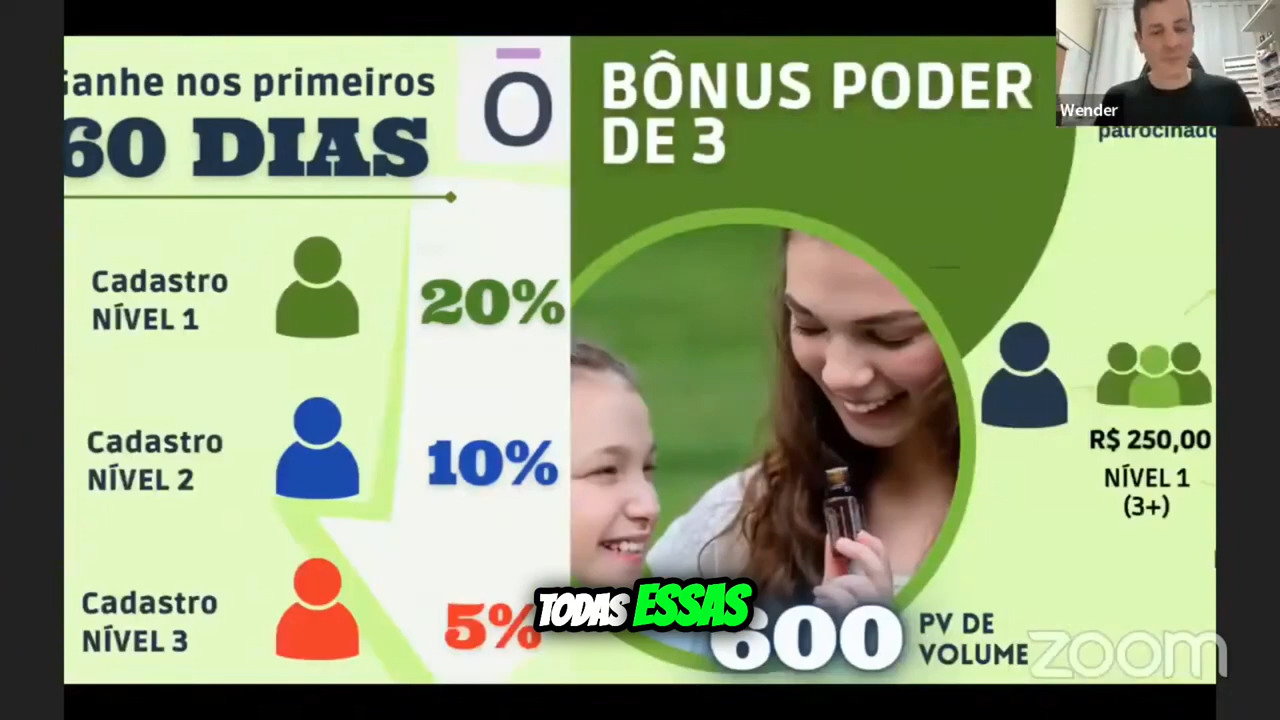 Ganhe nos primeiros
60 DIAS
ō
Cadastro
NÍVEL 1
20%
Cadastro
NÍVEL 2
10%
Cadastro
NÍVEL 3
5%
BÔNUS PODER
DE 3
Wender
patrocinado
R$ 250,00
NÍVEL 1
(3+)
TODAS ESSAS
600
PV DE
VOLUME
zoom